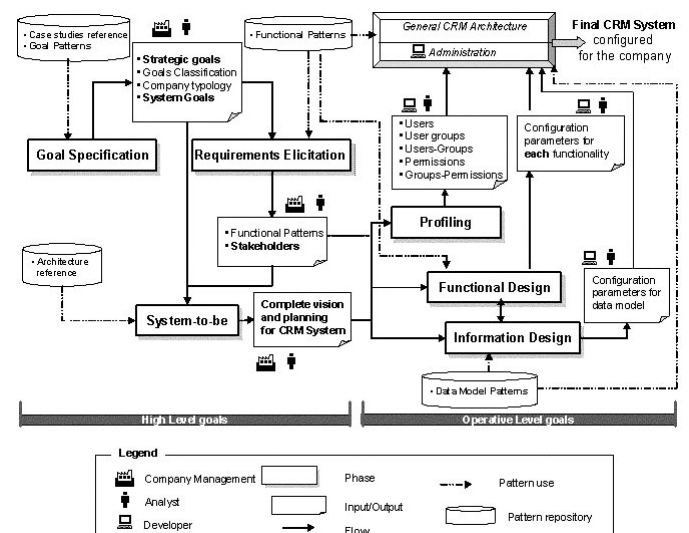 • Case studies reference
• Goal Patterns
• Strategic goals
• Goals Classification
• Company typology
• System Goals
• Functional Patterns
General CRM Architecture
Administration
Final CRM System
configured
for the company
Goal Specification
Requirements Elicitation
• Users
• User groups
• Users-Groups
• Permissions
• Groups-Permissions
Configuration
parameters for
each functionality
• Functional Patterns
• Stakeholders
Profiling
• Architecture
reference
System-to-be
Complete vision
and planning
for CRM System
Functional Design
Information Design
Configuration
parameters for
data model
• Data Model Patterns
High Level goals
Operative Level goals
Legend
Company Management
Phase
Pattern use
Analyst
Input/Output
Developer
Flow
Pattern repository